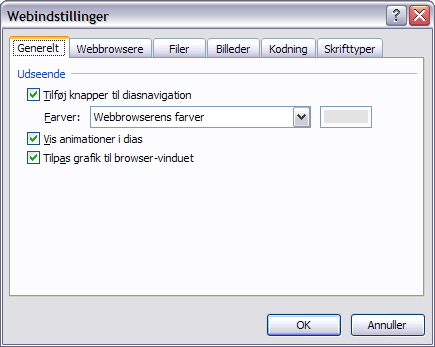 Webindstillinger
Generelt Webbrowsere Filer Billeder Kodning Skrifttyper
Udseende
Tilføj knapper til diasnavigation
Farver: Webbrowserens farver
Vis animationer i dias
Tilpas grafik til browser-vinduet
OK Annuller